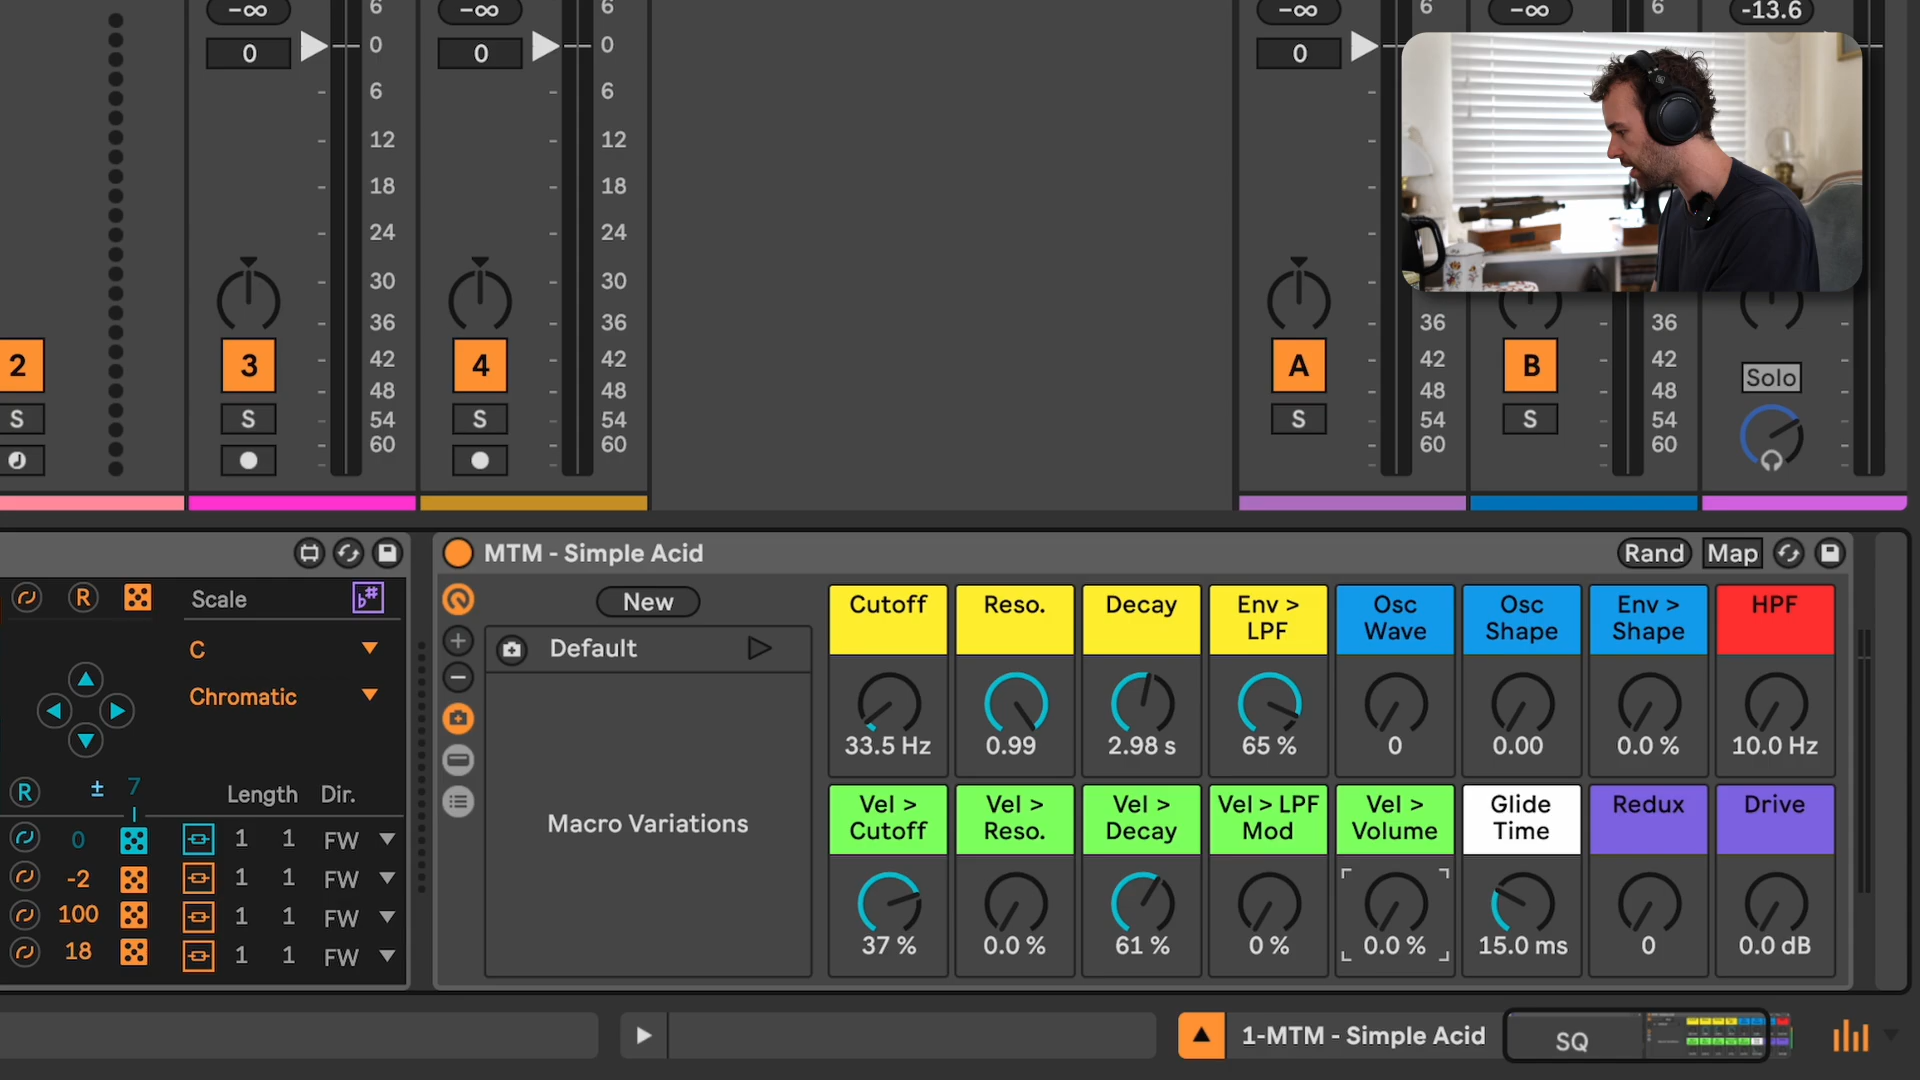 -∞ 6 -∞ 6 -∞ 6 -∞ 6 -13.6
0 0 0 0 0
6 6
12 12
18 18
24 24
30 30
36 36 36 36
2 3 4 A B
42 42 42 42
Solo
48 48 48 48
S S S S S
54 54 54 54
60 60 60 60
MTM - Simple Acid
Rand Map
R Scale b#
C
Chromatic
R ± 7 Length Dir.
0 1 1 FW
-2 1 1 FW
100 1 1 FW
18 1 1 FW
New
Default
Macro Variations
Cutoff Reso. Decay Env > LPF Osc Wave Osc Shape Env > Shape HPF
33.5 Hz 0.99 2.98 s 65 % 0 0.00 0.0 % 10.0 Hz
Vel > Cutoff Vel > Reso. Vel > Decay Vel > LPF Mod Vel > Volume Glide Time Redux Drive
37 % 0.0 % 61 % 0 % 0.0 % 15.0 ms 0 0.0 dB
1-MTM - Simple Acid SQ